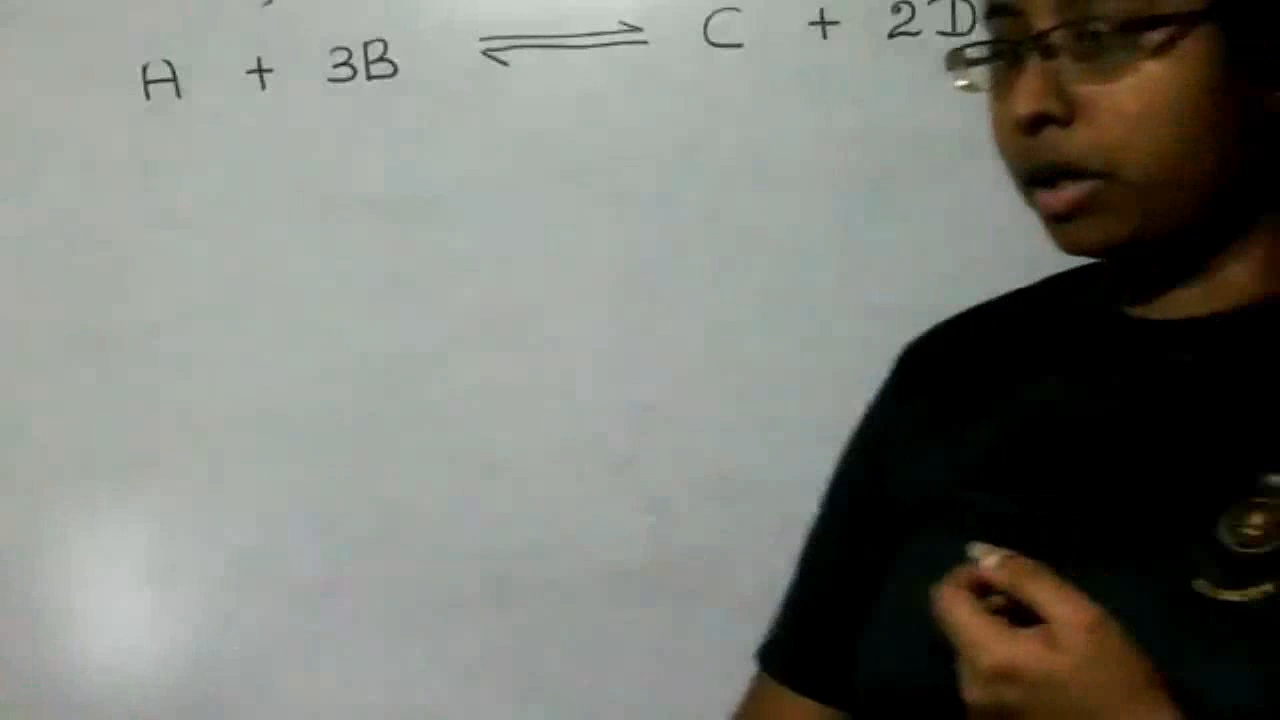 A + 3B ⇌ C + 2D